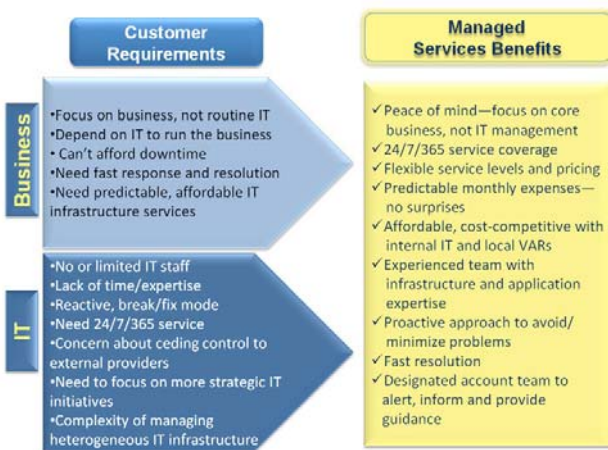 Customer
Requirements
Managed
Services Benefits
Business
•Focus on business, not routine IT
•Depend on IT to run the business
• Can't afford downtime
•Need fast response and resolution
•Need predictable, affordable IT
infrastructure services
IT
•No or limited IT staff
•Lack of time/expertise
•Reactive, break/fix mode
•Need 24/7/365 service
•Concern about ceding control to
external providers
•Need to focus on more strategic IT
initiatives
•Complexity of managing
heterogeneous IT infrastructure
✓Peace of mind—focus on core
business, not IT management
✓24/7/365 service coverage
✓Flexible service levels and pricing
✓Predictable monthly expenses—
no surprises
✓Affordable, cost-competitive with
internal IT and local VARs
✓Experienced team with
infrastructure and application
expertise
✓Proactive approach to avoid/
minimize problems
✓Fast resolution
✓Designated account team to
alert, inform and provide
guidance